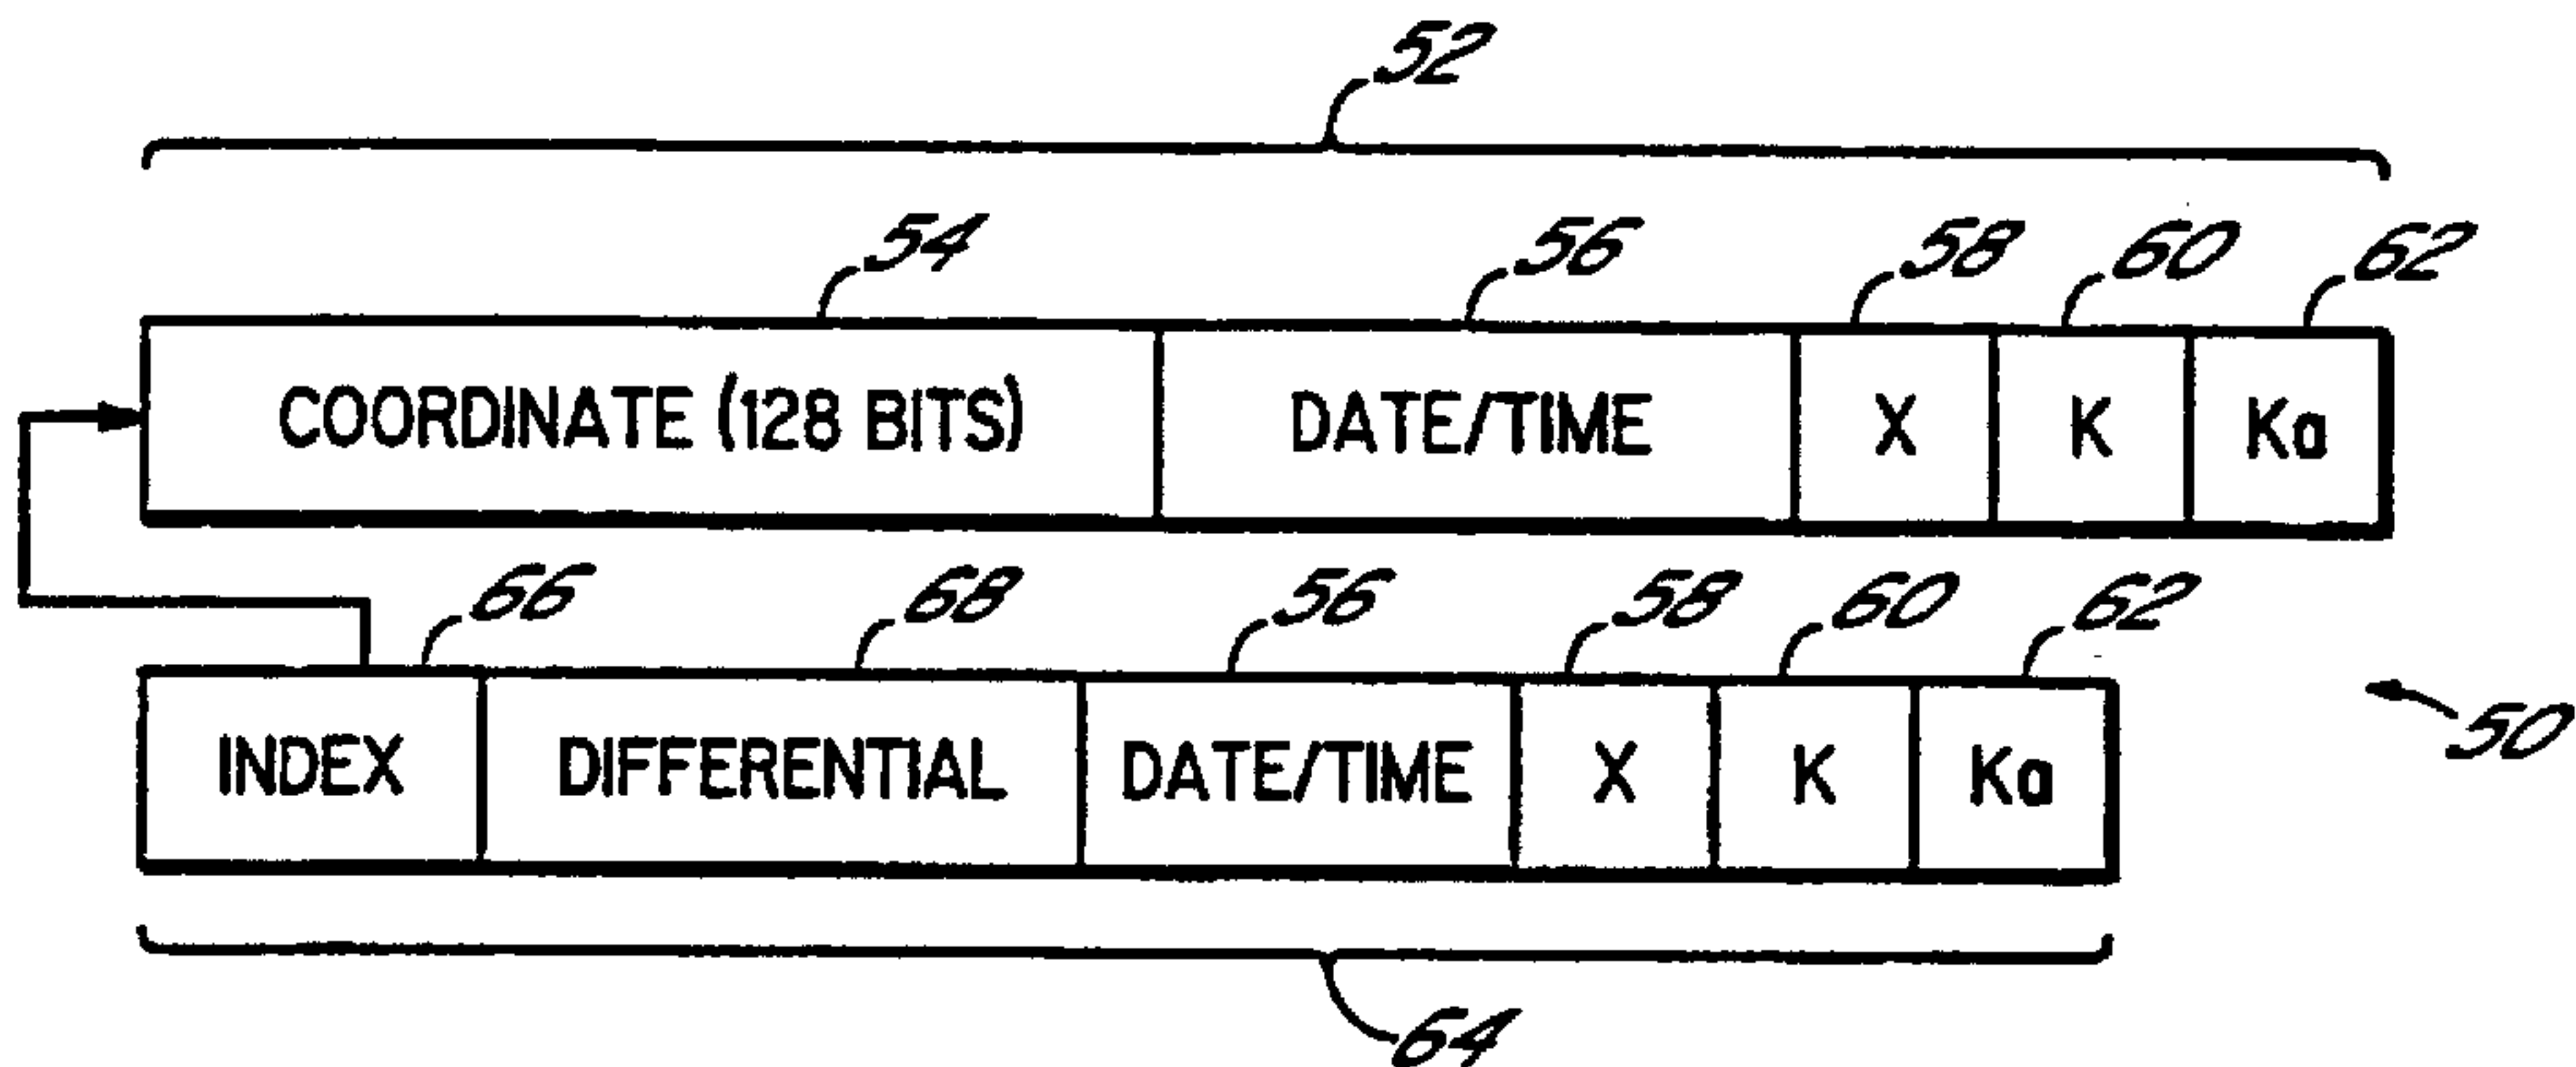 52
54 56 58 60 62
COORDINATE (128 BITS) DATE/TIME X K Ka
66 68 56 58 60 62
INDEX DIFFERENTIAL DATE/TIME X K Ka
50
64